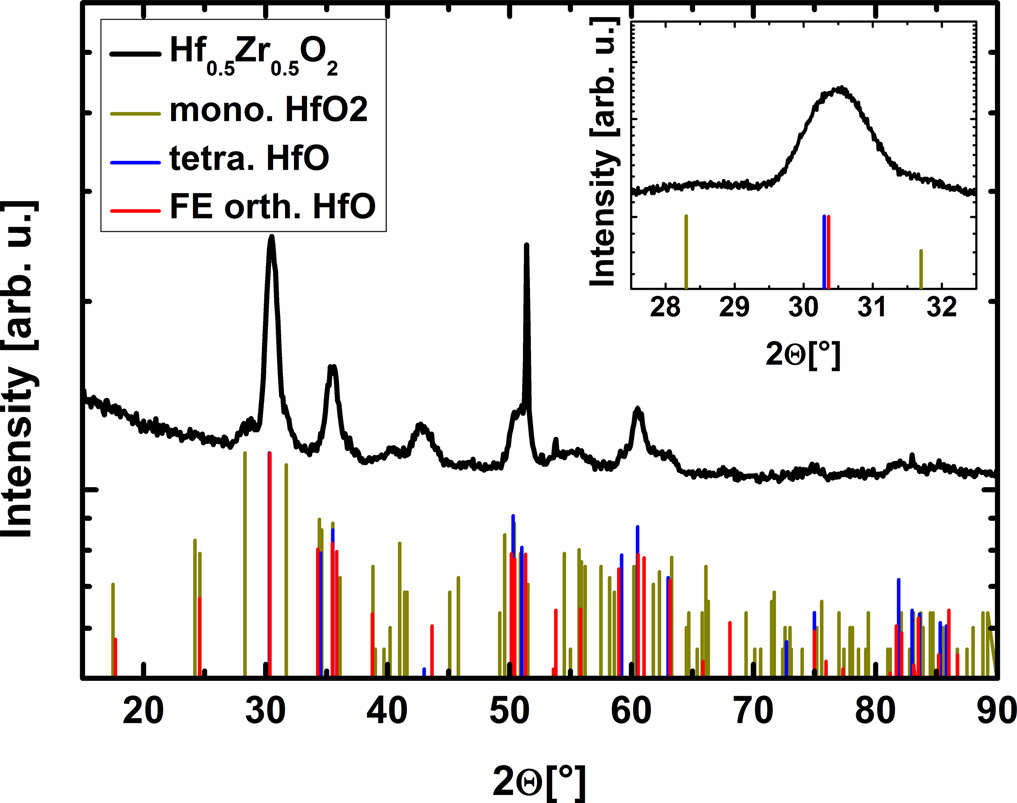 Hf0.5Zr0.5O2
mono. HfO2
tetra. HfO
FE orth. HfO
Intensity [arb. u.]
28 29 30 31 32
2Θ[°]
Intensity [arb. u.]
20 30 40 50 60 70 80 90
2Θ[°]